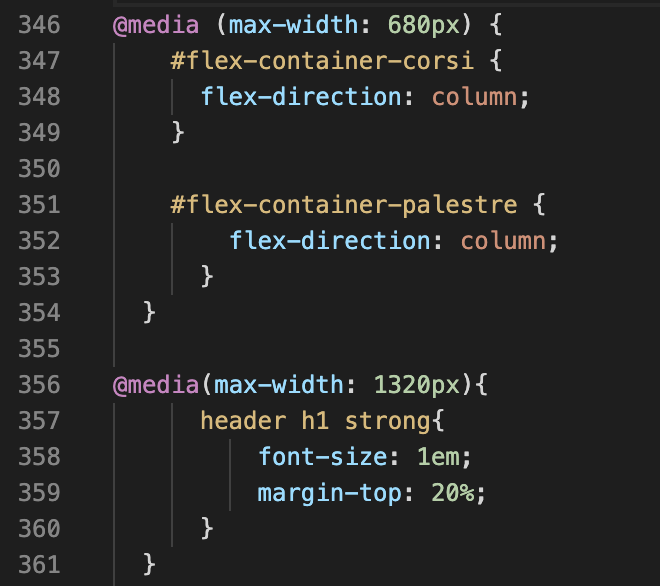 346 @media (max-width: 680px) {
347 #flex-container-corsi {
348 flex-direction: column;
349 }
350
351 #flex-container-palestre {
352 flex-direction: column;
353 }
354 }
355
356 @media(max-width: 1320px){
357 header h1 strong{
358 font-size: 1em;
359 margin-top: 20%;
360 }
361 }